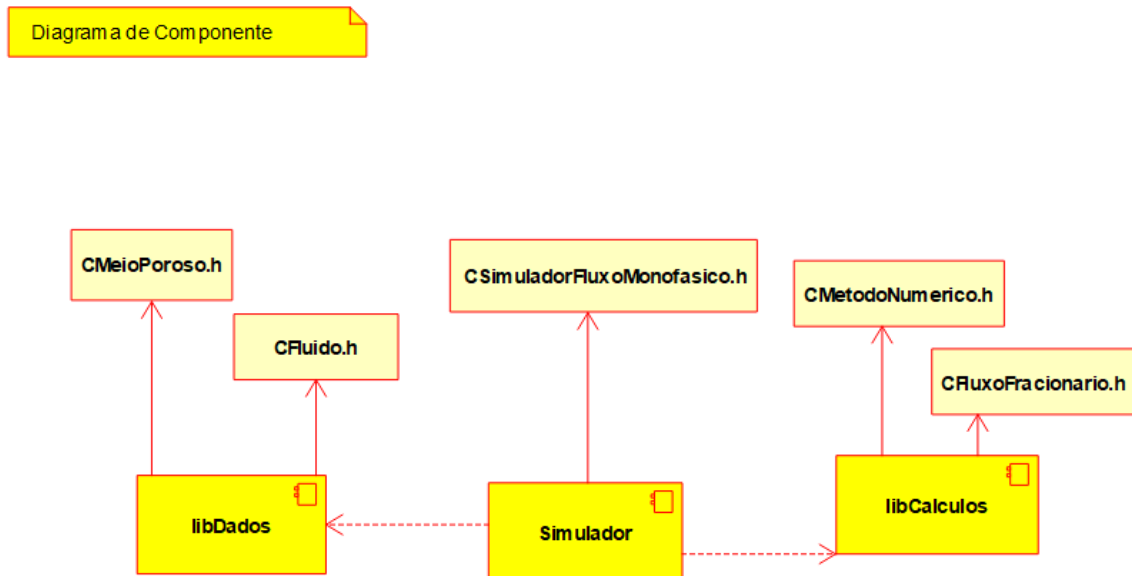 Diagrama de Componente
CMeioPoroso.h
CSimuladorFluxoMonofasico.h
CMetodoNumerico.h
CFluido.h
CFluxoFracionario.h
libDados
Simulador
libCalculos